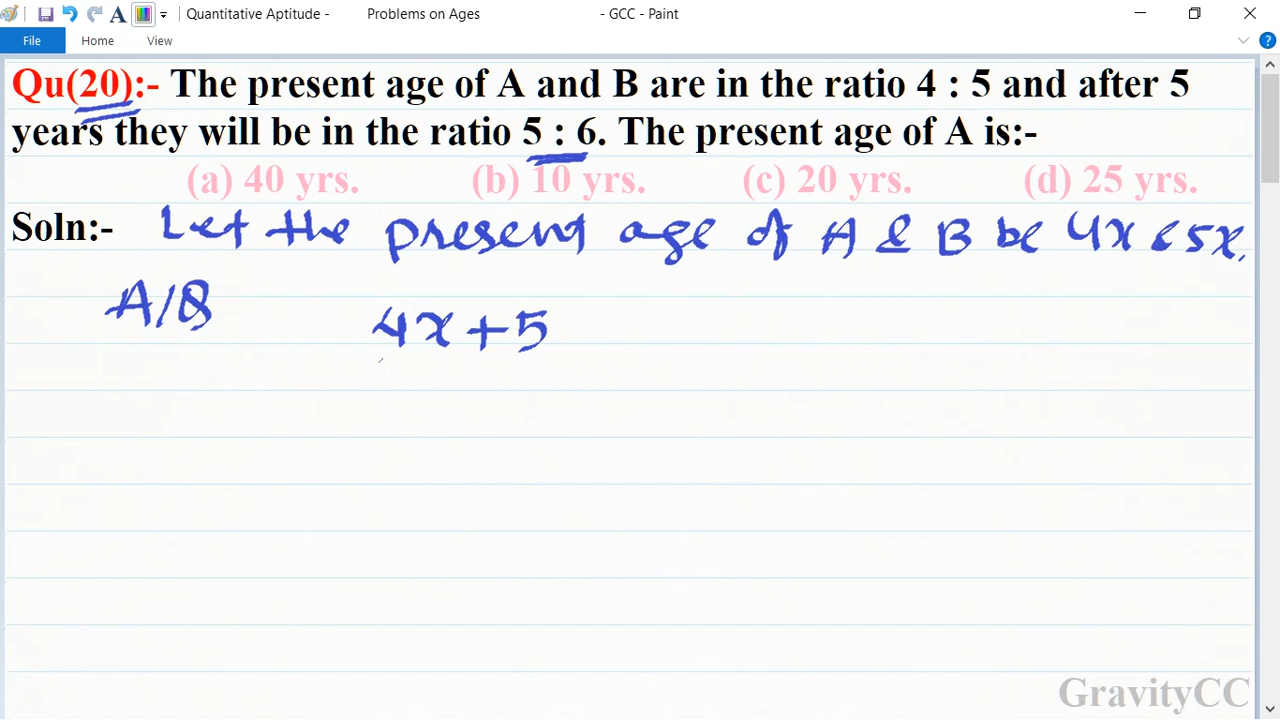 Quantitative Aptitude - Problems on Ages - GCC - Paint
File Home View
Qu(20):- The present age of A and B are in the ratio 4 : 5 and after 5
years they will be in the ratio 5 : 6. The present age of A is:-
(a) 40 yrs. (b) 10 yrs. (c) 20 yrs. (d) 25 yrs.
Soln:- Let the present age of A & B be 4x & 5x.
A/Q 4x+5
GravityCC